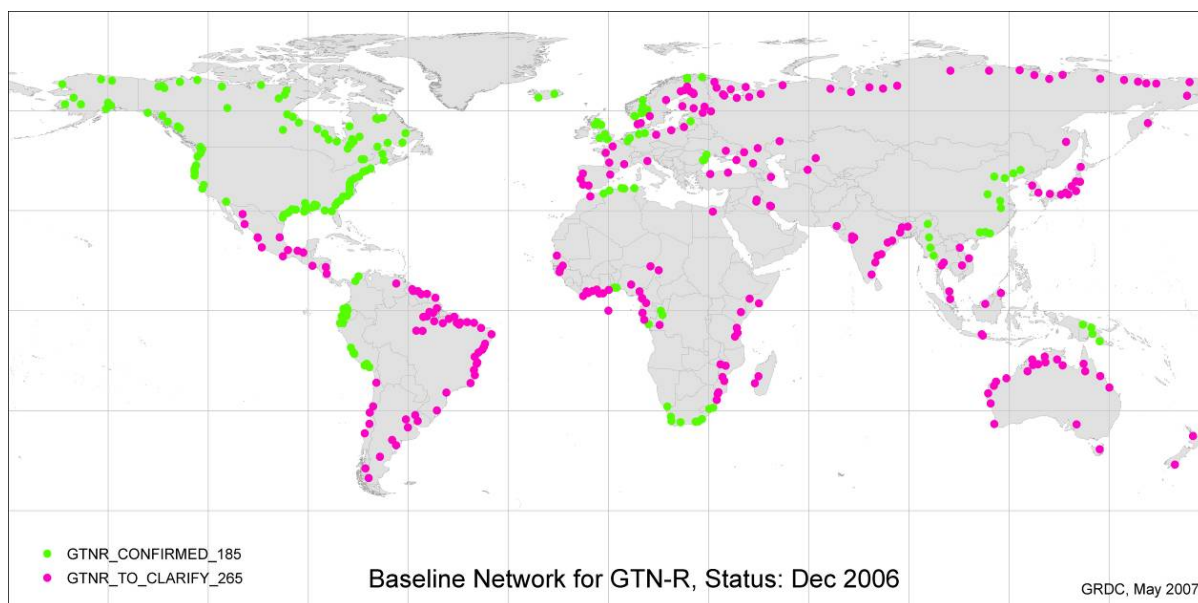 GTNR_CONFIRMED_185
GTNR_TO_CLARIFY_265
Baseline Network for GTN-R, Status: Dec 2006
GRDC, May 2007